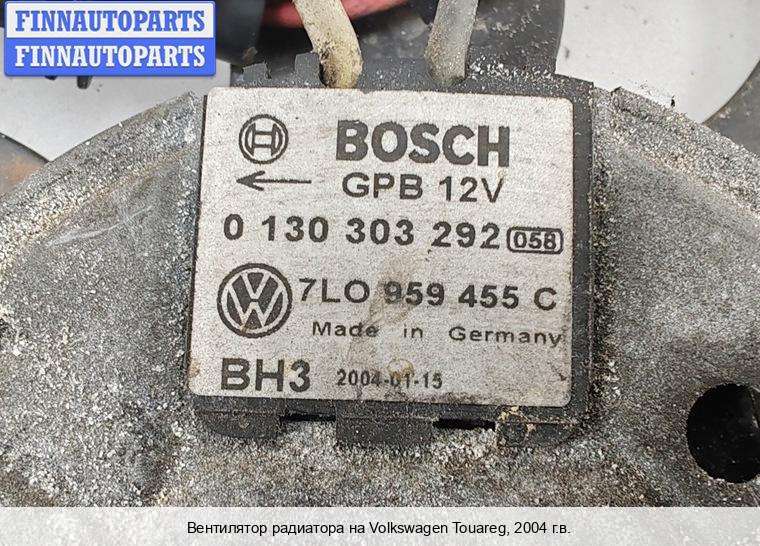 FINNAUTOPARTS
FINNAUTOPARTS
BOSCH
GPB 12V
0 130 303 292 058
7LO 959 455 C
Made in Germany
BH3 2004-01-15
Вентилятор радиатора на Volkswagen Touareg, 2004 г.в.